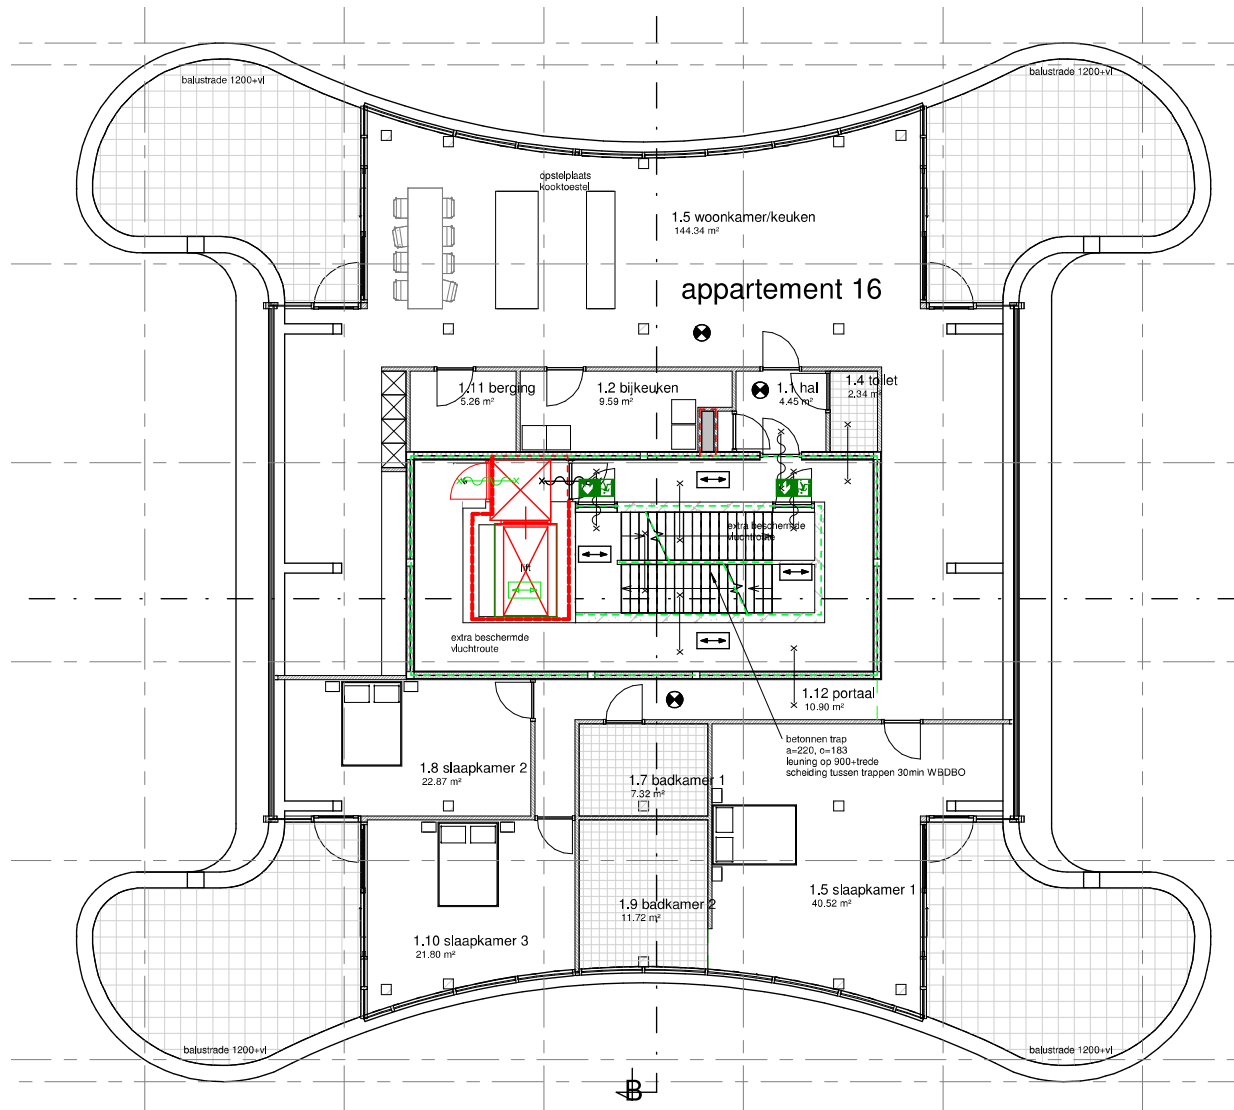 balustrade 1200+vl
balustrade 1200+vl
opstelplaats
kooktoestel
1.5 woonkamer/keuken
144.34 m²
appartement 16
1.11 berging
5.26 m²
1.2 bijkeuken
9.59 m²
1.1 hal
4.45 m²
1.4 toilet
2.34 m²
extra beschermde
vluchtroute
lift
extra beschermde
vluchtroute
1.12 portaal
10.90 m²
betonnen trap
a=220, o=183
leuning op 900+trede
scheiding tussen trappen 30min WBDBO
1.8 slaapkamer 2
22.87 m²
1.7 badkamer 1
7.32 m²
1.5 slaapkamer 1
40.52 m²
1.9 badkamer 2
11.72 m²
1.10 slaapkamer 3
21.80 m²
balustrade 1200+vl
balustrade 1200+vl
B